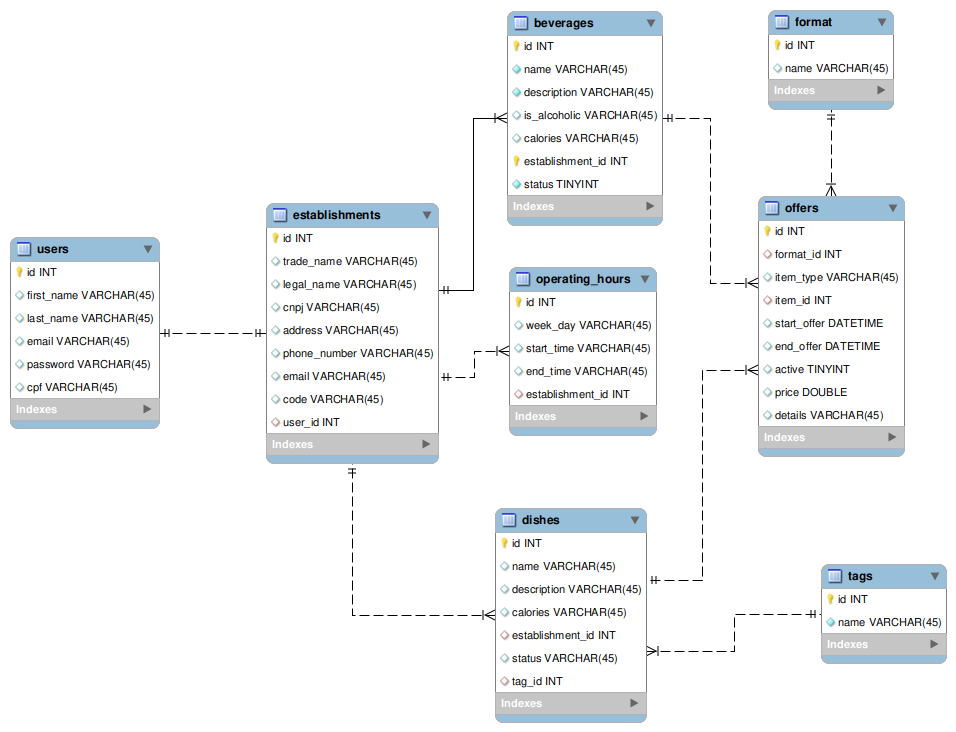 users
id INT
first_name VARCHAR(45)
last_name VARCHAR(45)
email VARCHAR(45)
password VARCHAR(45)
cpf VARCHAR(45)
Indexes
establishments
id INT
trade_name VARCHAR(45)
legal_name VARCHAR(45)
cnpj VARCHAR(45)
address VARCHAR(45)
phone_number VARCHAR(45)
email VARCHAR(45)
code VARCHAR(45)
user_id INT
Indexes
beverages
id INT
name VARCHAR(45)
description VARCHAR(45)
is_alcoholic VARCHAR(45)
calories VARCHAR(45)
establishment_id INT
status TINYINT
Indexes
operating_hours
id INT
week_day VARCHAR(45)
start_time VARCHAR(45)
end_time VARCHAR(45)
establishment_id INT
Indexes
dishes
id INT
name VARCHAR(45)
description VARCHAR(45)
calories VARCHAR(45)
establishment_id INT
status VARCHAR(45)
tag_id INT
Indexes
format
id INT
name VARCHAR(45)
Indexes
offers
id INT
format_id INT
item_type VARCHAR(45)
item_id INT
start_offer DATETIME
end_offer DATETIME
active TINYINT
price DOUBLE
details VARCHAR(45)
Indexes
tags
id INT
name VARCHAR(45)
Indexes